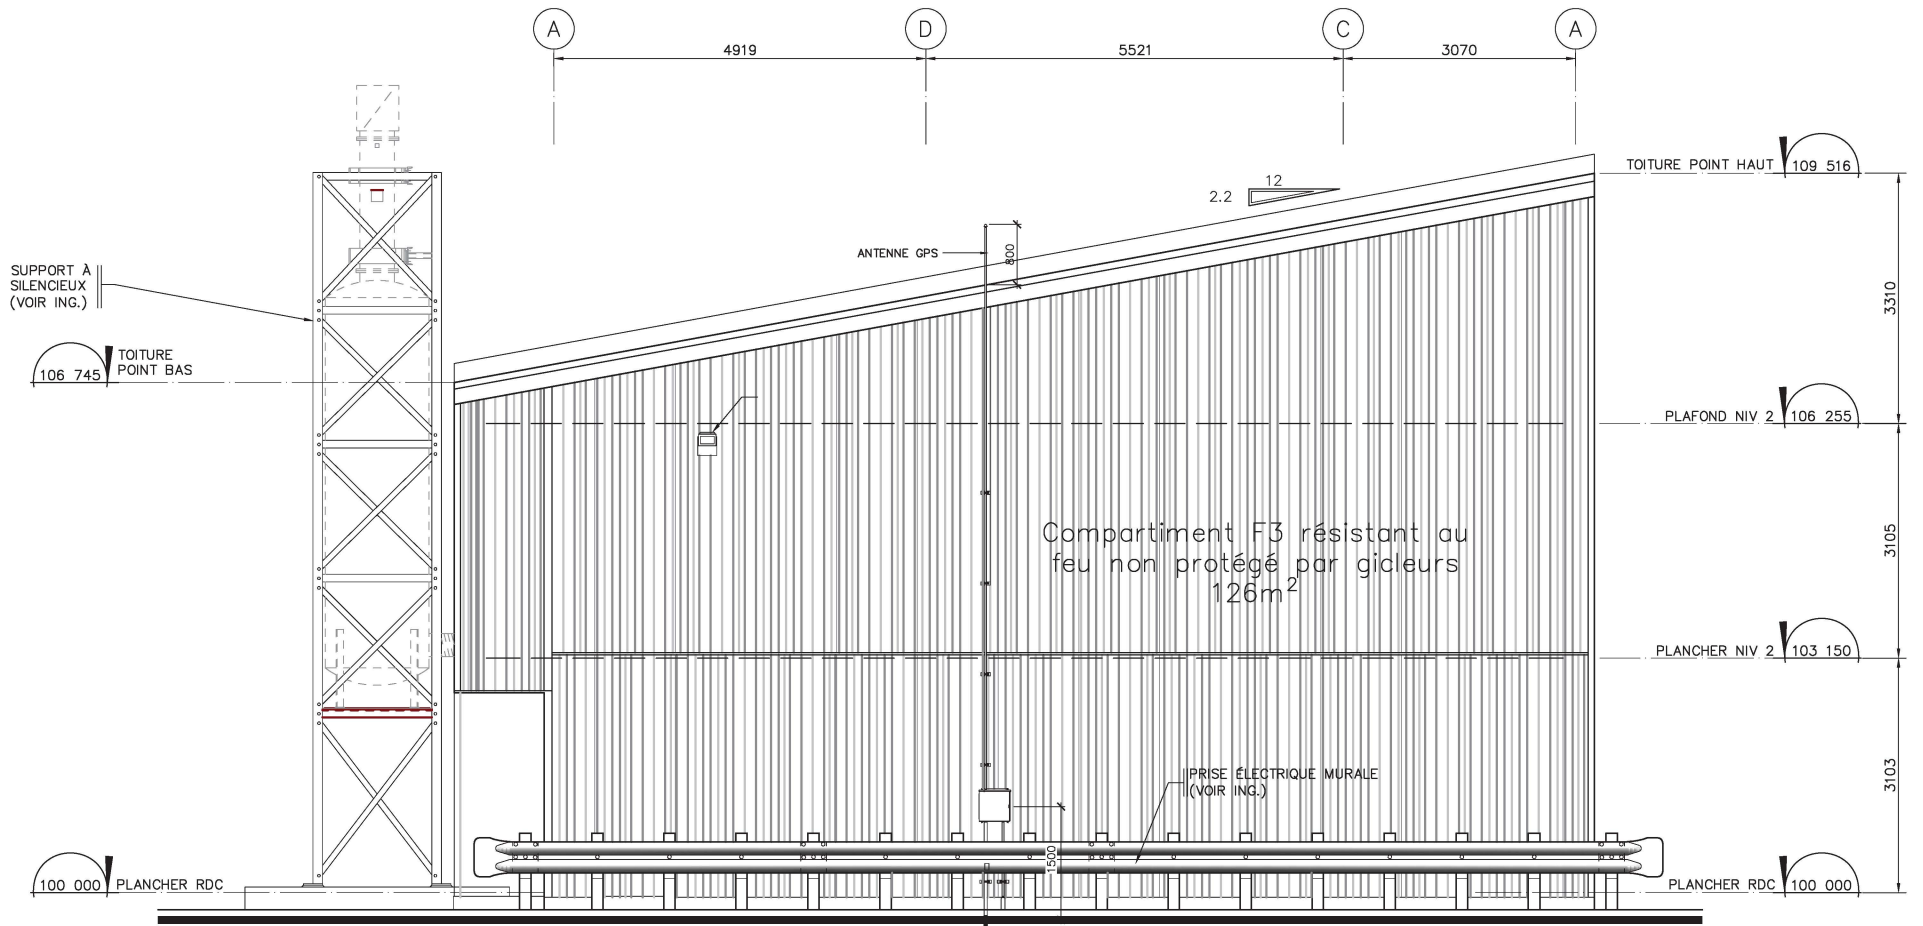 A
D
C
A
4919
5521
3070
TOITURE POINT HAUT
109 516
12
2.2
ANTENNE GPS
800
SUPPORT À
SILENCIEUX
(VOIR ING.)
3310
TOITURE
POINT BAS
106 745
PLAFOND NIV 2
106 255
Compartiment F3 résistant au
feu non protégé par gicleurs
126m²
3105
PLANCHER NIV 2
103 150
PRISE ÉLECTRIQUE MURALE
(VOIR ING.)
3103
1500
100 000
PLANCHER RDC
PLANCHER RDC
100 000